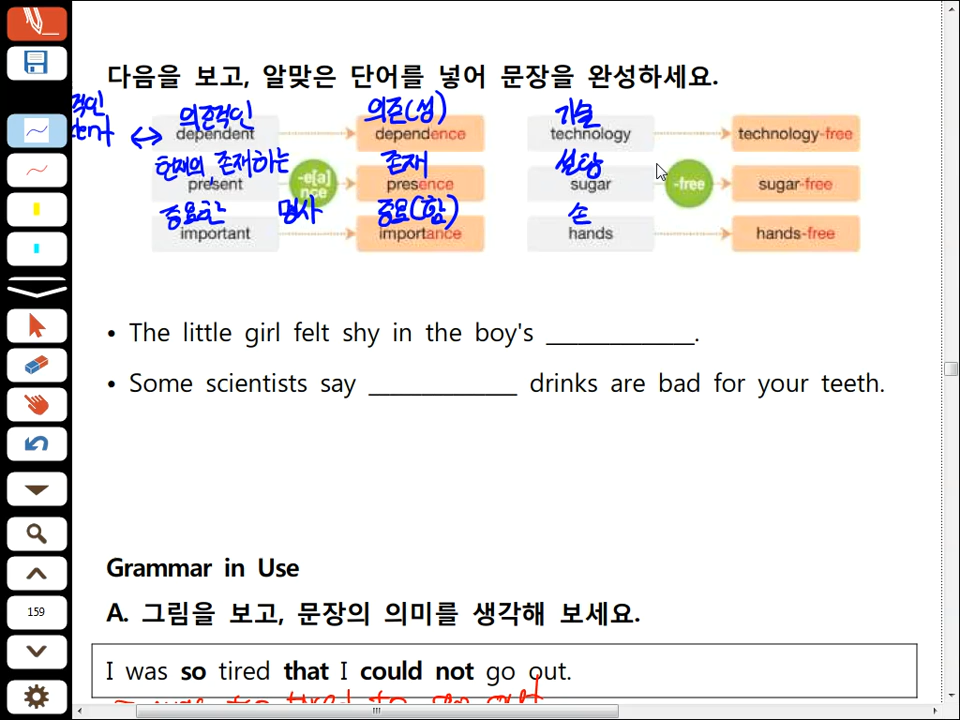 다음을 보고, 알맞은 단어를 넣어 문장을 완성하세요.
적인
의존적인 의존(성) 기술
dependent dependence technology technology-free
현재의, 존재하는 존재 설탕
present -e[a]nce presence sugar -free sugar-free
중요한 명사 중요(함) 손
important importance hands hands-free
• The little girl felt shy in the boy's ____________.
• Some scientists say ____________ drinks are bad for your teeth.
Grammar in Use
A. 그림을 보고, 문장의 의미를 생각해 보세요.
I was so tired that I could not go out.
159